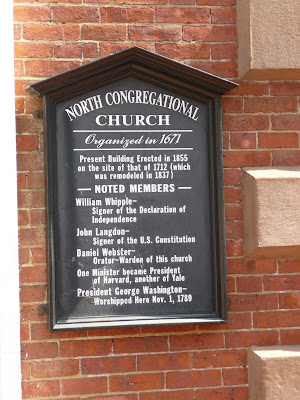 NORTH CONGREGATIONAL
CHURCH
Organized in 1671
Present Building Erected in 1855
on the site of that of 1712 (which
was remodeled in 1837)
— NOTED MEMBERS —
William Whipple—
Signer of the Declaration of
Independence
John Langdon—
Signer of the U.S. Constitution
Daniel Webster—
Orator-Warden of this church
One Minister became President
of Harvard, another of Yale
President George Washington—
Worshipped Here Nov. 1, 1789